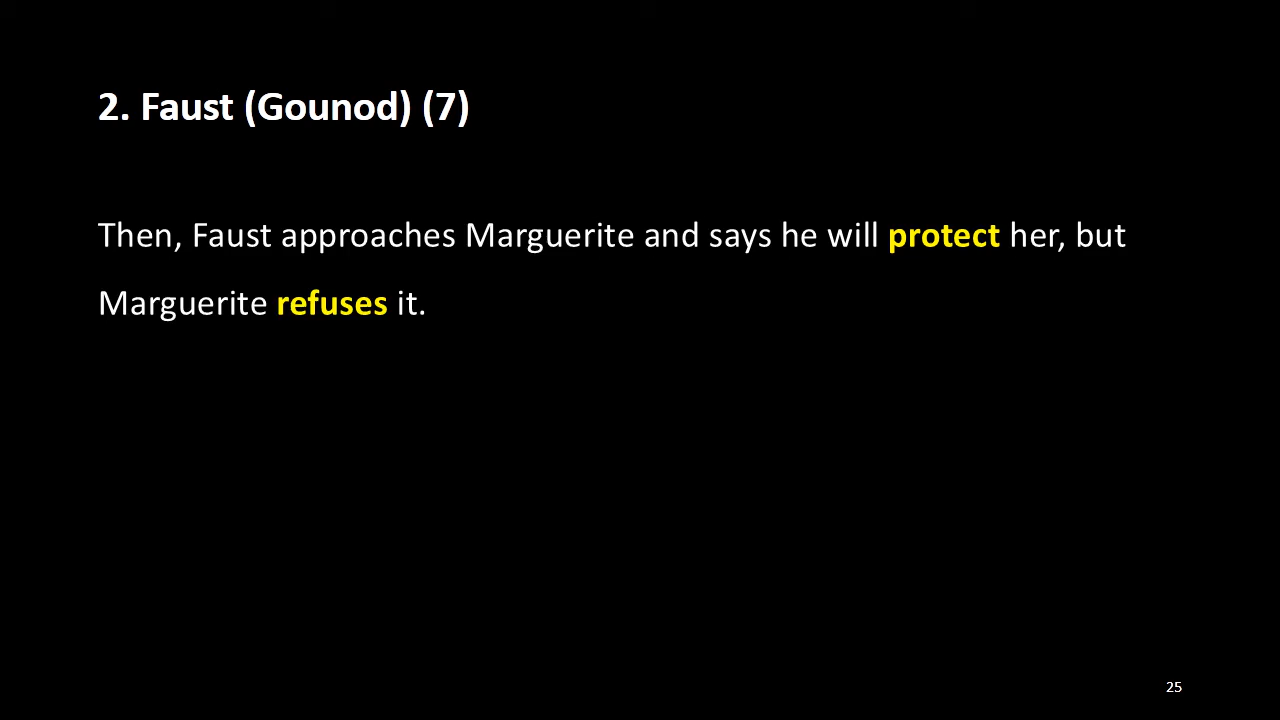 2. Faust (Gounod) (7)
Then, Faust approaches Marguerite and says he will protect her, but
Marguerite refuses it.
25